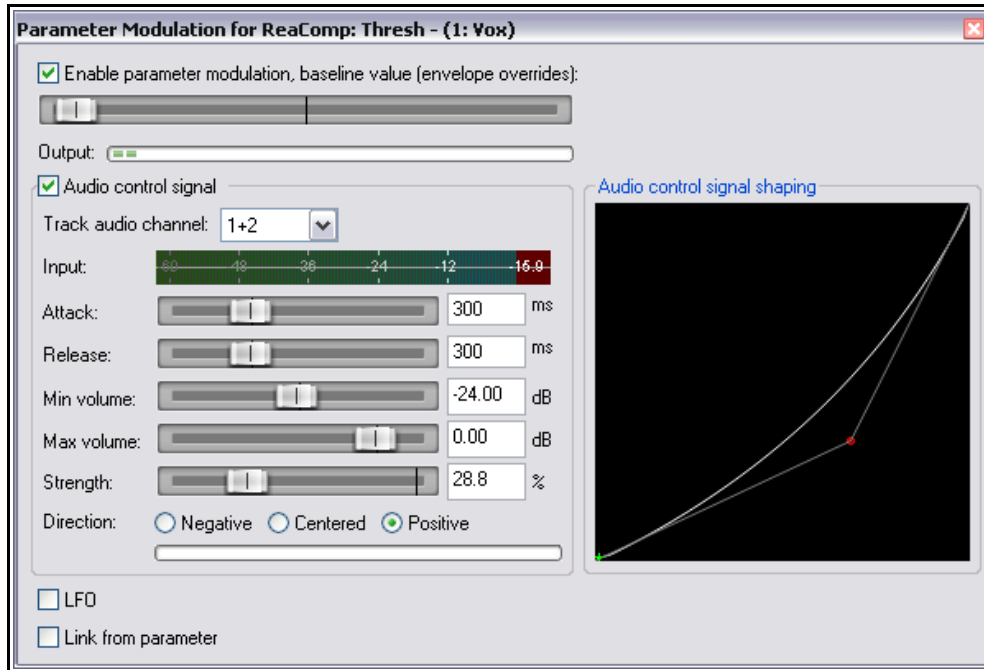 Parameter Modulation for ReaComp: Thresh - (1: Vox)
Enable parameter modulation, baseline value (envelope overrides):
Output:
Audio control signal
Audio control signal shaping
Track audio channel: 1+2
Input: -60 -48 -36 -24 -12 -15.9
Attack: 300 ms
Release: 300 ms
Min volume: -24.00 dB
Max volume: 0.00 dB
Strength: 28.8 %
Direction: Negative Centered Positive
LFO
Link from parameter